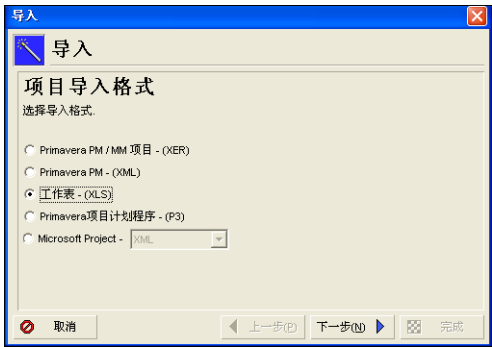 导入
导入
项目导入格式
选择导入格式.
Primavera PM / MM 项目 - (XER)
Primavera PM - (XML)
工作表 - (XLS)
Primavera项目计划程序 - (P3)
Microsoft Project - XML
取消 上一步(P) 下一步(N) 完成